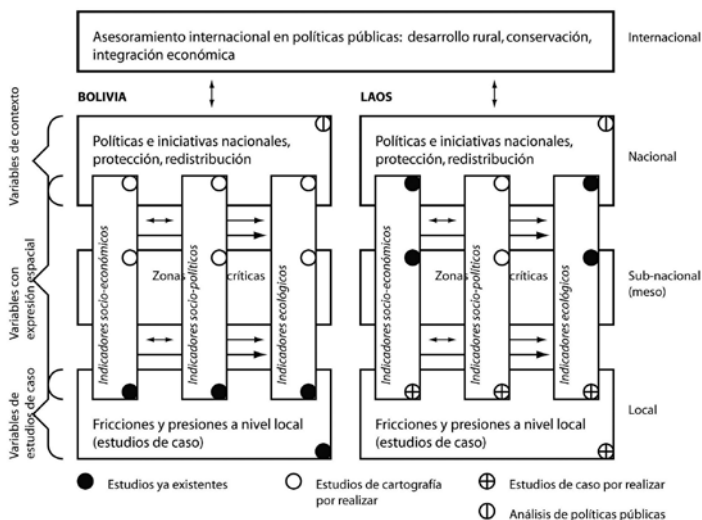 Asesoramiento internacional en políticas públicas: desarrollo rural, conservación,
integración económica
Internacional
BOLIVIA
LAOS
Variables de contexto
Políticas e iniciativas nacionales,
protección, redistribución
Políticas e iniciativas nacionales,
protección, redistribución
Nacional
Variables con
expresión espacial
Indicadores socio-económicos
Indicadores socio-políticos
Indicadores ecológicos
Zonas críticas
Indicadores socio-económicos
Indicadores socio-políticos
Indicadores ecológicos
Zonas críticas
Sub-nacional
(meso)
Variables de
estudios de caso
Fricciones y presiones a nivel local
(estudios de caso)
Fricciones y presiones a nivel local
(estudios de caso)
Local
Estudios ya existentes
Estudios de cartografía
por realizar
Estudios de caso por realizar
Análisis de políticas públicas